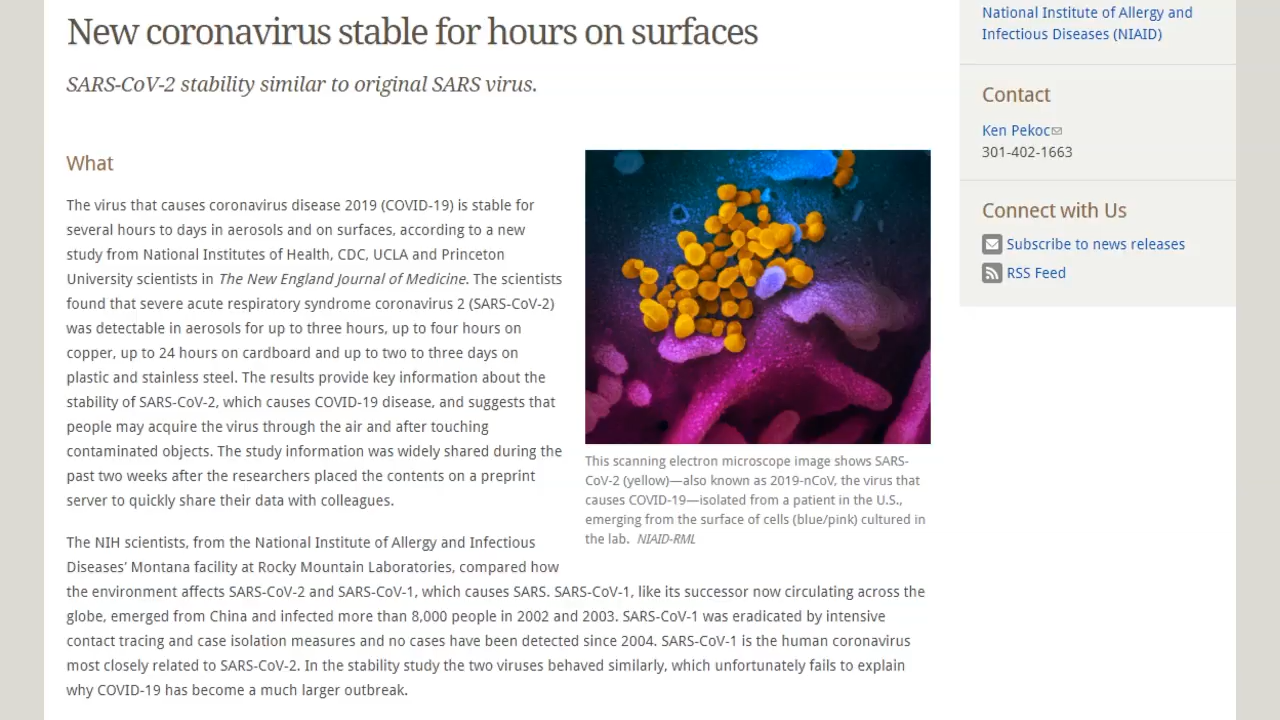 New coronavirus stable for hours on surfaces
SARS-CoV-2 stability similar to original SARS virus.
What
The virus that causes coronavirus disease 2019 (COVID-19) is stable for
several hours to days in aerosols and on surfaces, according to a new
study from National Institutes of Health, CDC, UCLA and Princeton
University scientists in The New England Journal of Medicine. The scientists
found that severe acute respiratory syndrome coronavirus 2 (SARS-CoV-2)
was detectable in aerosols for up to three hours, up to four hours on
copper, up to 24 hours on cardboard and up to two to three days on
plastic and stainless steel. The results provide key information about the
stability of SARS-CoV-2, which causes COVID-19 disease, and suggests that
people may acquire the virus through the air and after touching
contaminated objects. The study information was widely shared during the
past two weeks after the researchers placed the contents on a preprint
server to quickly share their data with colleagues.
This scanning electron microscope image shows SARS-
CoV-2 (yellow)—also known as 2019-nCoV, the virus that
causes COVID-19—isolated from a patient in the U.S.,
emerging from the surface of cells (blue/pink) cultured in
the lab. NIAID-RML
The NIH scientists, from the National Institute of Allergy and Infectious
Diseases’ Montana facility at Rocky Mountain Laboratories, compared how
the environment affects SARS-CoV-2 and SARS-CoV-1, which causes SARS. SARS-CoV-1, like its successor now circulating across the
globe, emerged from China and infected more than 8,000 people in 2002 and 2003. SARS-CoV-1 was eradicated by intensive
contact tracing and case isolation measures and no cases have been detected since 2004. SARS-CoV-1 is the human coronavirus
most closely related to SARS-CoV-2. In the stability study the two viruses behaved similarly, which unfortunately fails to explain
why COVID-19 has become a much larger outbreak.
National Institute of Allergy and
Infectious Diseases (NIAID)
Contact
Ken Pekoc
301-402-1663
Connect with Us
Subscribe to news releases
RSS Feed